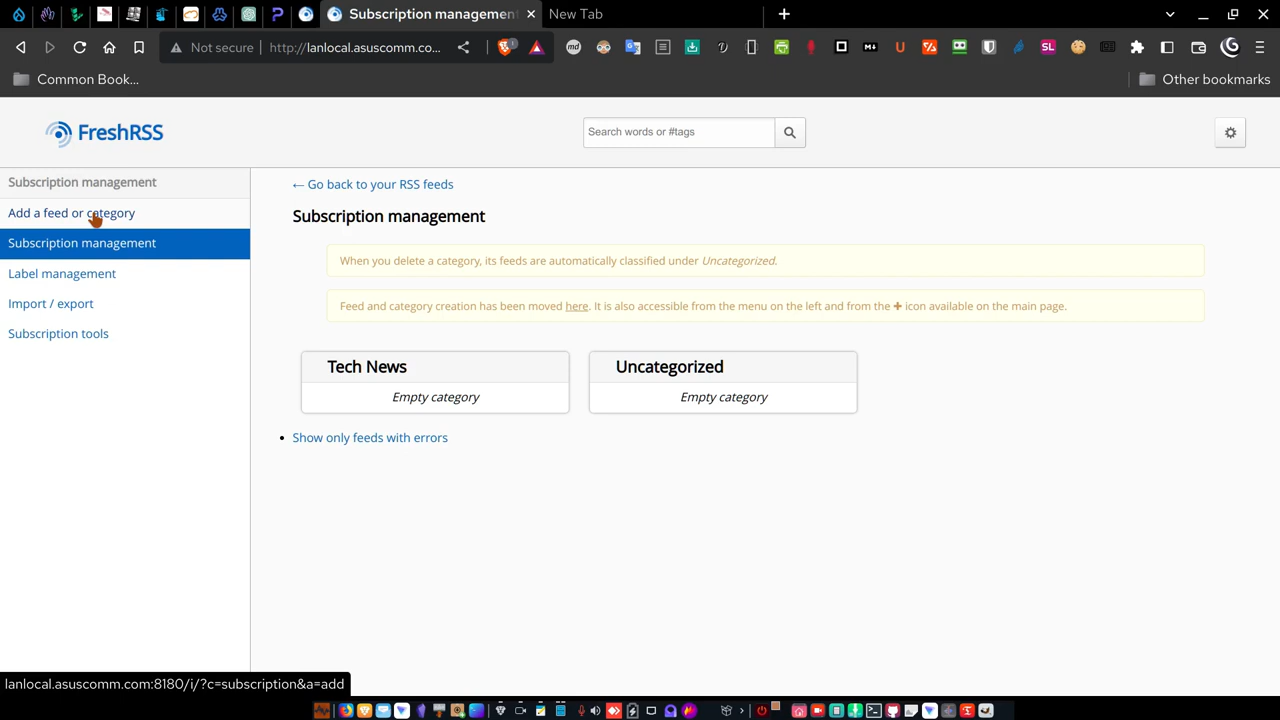 Subscription management
New Tab
Not secure
http://lanlocal.asuscomm.co...
Common Book...
Other bookmarks
FreshRSS
Search words or #tags
Subscription management
Add a feed or category
Subscription management
Label management
Import / export
Subscription tools
← Go back to your RSS feeds
Subscription management
When you delete a category, its feeds are automatically classified under Uncategorized.
Feed and category creation has been moved here. It is also accessible from the menu on the left and from the ✚ icon available on the main page.
Tech News
Empty category
Uncategorized
Empty category
Show only feeds with errors
lanlocal.asuscomm.com:8180/i/?c=subscription&a=add